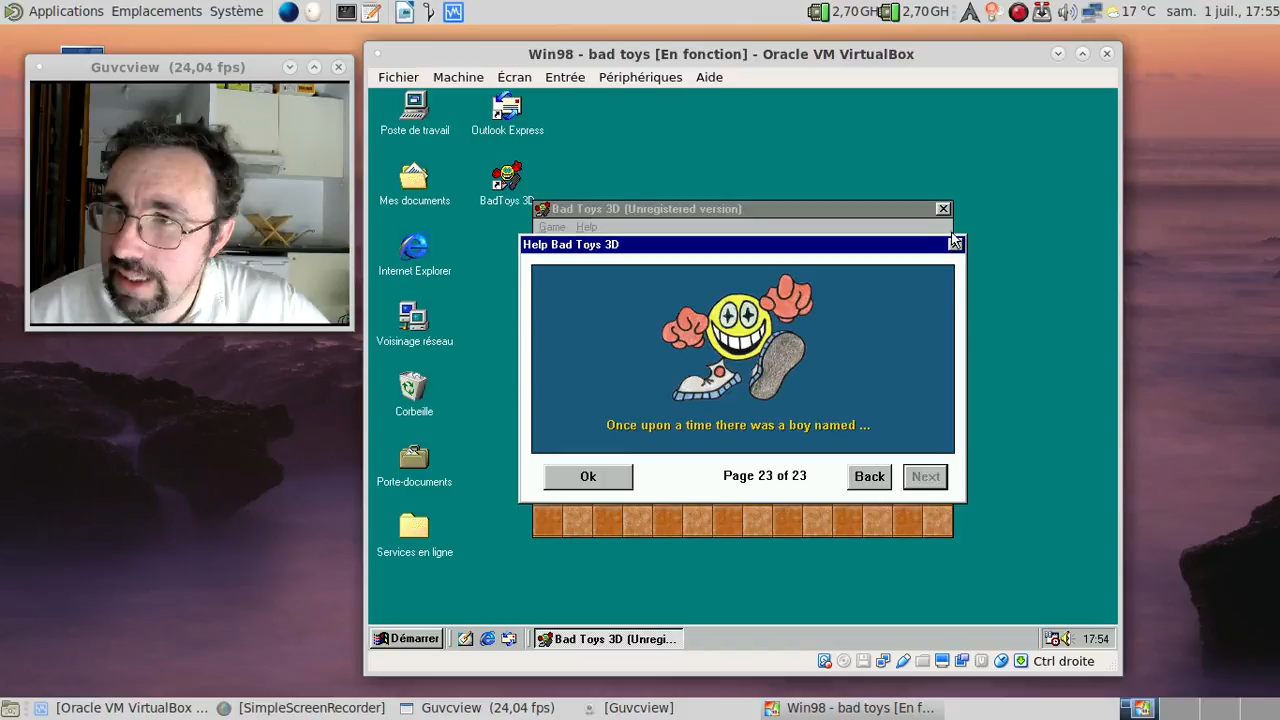 Applications Emplacements Système
2,70 GH 2,70 GH 17 °C sam. 1 juil., 17:55
Guvcview (24,04 fps)
Win98 - bad toys [En fonction] - Oracle VM VirtualBox
Fichier Machine Écran Entrée Périphériques Aide
Poste de travail
Outlook Express
Mes documents
BadToys 3D
Internet Explorer
Voisinage réseau
Corbeille
Porte-documents
Services en ligne
Bad Toys 3D (Unregistered version)
Game Help
Help Bad Toys 3D
Once upon a time there was a boy named ...
Ok Page 23 of 23 Back Next
Démarrer Bad Toys 3D (Unregi... 17:54
Ctrl droite
[Oracle VM VirtualBox ... [SimpleScreenRecorder] Guvcview (24,04 fps) [Guvcview] Win98 - bad toys [En f...